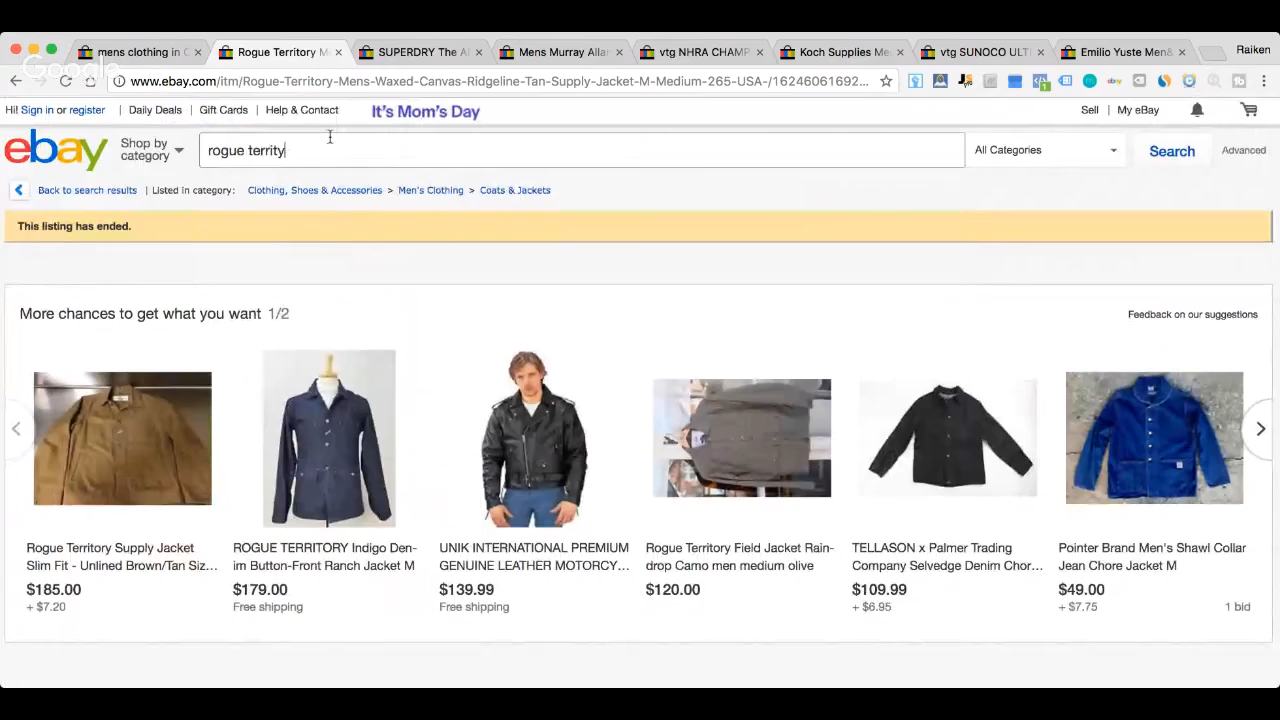 mens clothing in C
Rogue Territory M
SUPERDRY The Al
Mens Murray Allan
vtg NHRA CHAMP
Koch Supplies Me
vtg SUNOCO ULT
Emilio Yuste Men&
Raiken
Google
www.ebay.com/itm/Rogue-Territory-Mens-Waxed-Canvas-Ridgeline-Tan-Supply-Jacket-M-Medium-265-USA-/16246061692...
Hi! Sign in or register
Daily Deals
Gift Cards
Help & Contact
It's Mom's Day
Sell
My eBay
ebay
Shop by category
rogue territy
All Categories
Search
Advanced
Back to search results
Listed in category:
Clothing, Shoes & Accessories > Men's Clothing > Coats & Jackets
This listing has ended.
More chances to get what you want 1/2
Feedback on our suggestions
Rogue Territory Supply Jacket
Slim Fit - Unlined Brown/Tan Siz...
$185.00
+ $7.20
ROGUE TERRITORY Indigo Den-
im Button-Front Ranch Jacket M
$179.00
Free shipping
UNIK INTERNATIONAL PREMIUM
GENUINE LEATHER MOTORCY...
$139.99
Free shipping
Rogue Territory Field Jacket Rain-
drop Camo men medium olive
$120.00
TELLASON x Palmer Trading
Company Selvedge Denim Chor...
$109.99
+ $6.95
Pointer Brand Men's Shawl Collar
Jean Chore Jacket M
$49.00
+ $7.75
1 bid